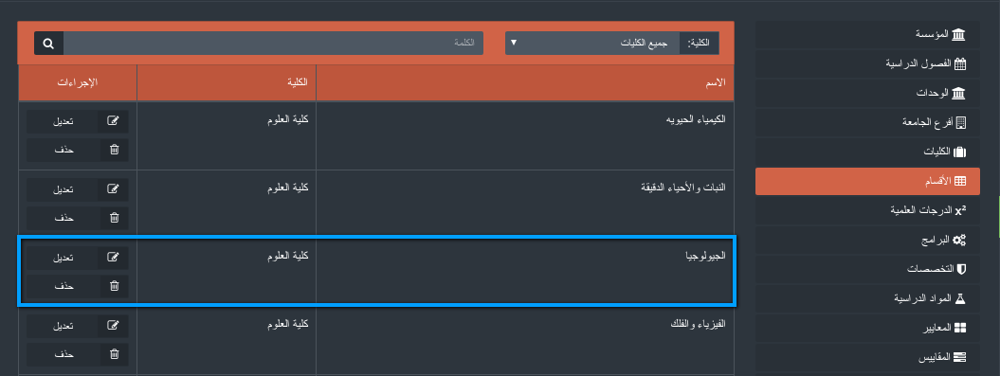 المؤسسة
الفصول الدراسية
الوحدات
أفرع الجامعة
الكليات
الأقسام
x² الدرجات العلمية
البرامج
التخصصات
المواد الدراسية
المعايير
المقاييس
الكلية: جميع الكليات
الكلمة
الاسم الكلية الإجراءات
الكيمياء الحيويه كلية العلوم تعديل
حذف
النبات والأحياء الدقيقة كلية العلوم تعديل
حذف
الجيولوجيا كلية العلوم تعديل
حذف
الفيزياء والفلك كلية العلوم تعديل
حذف